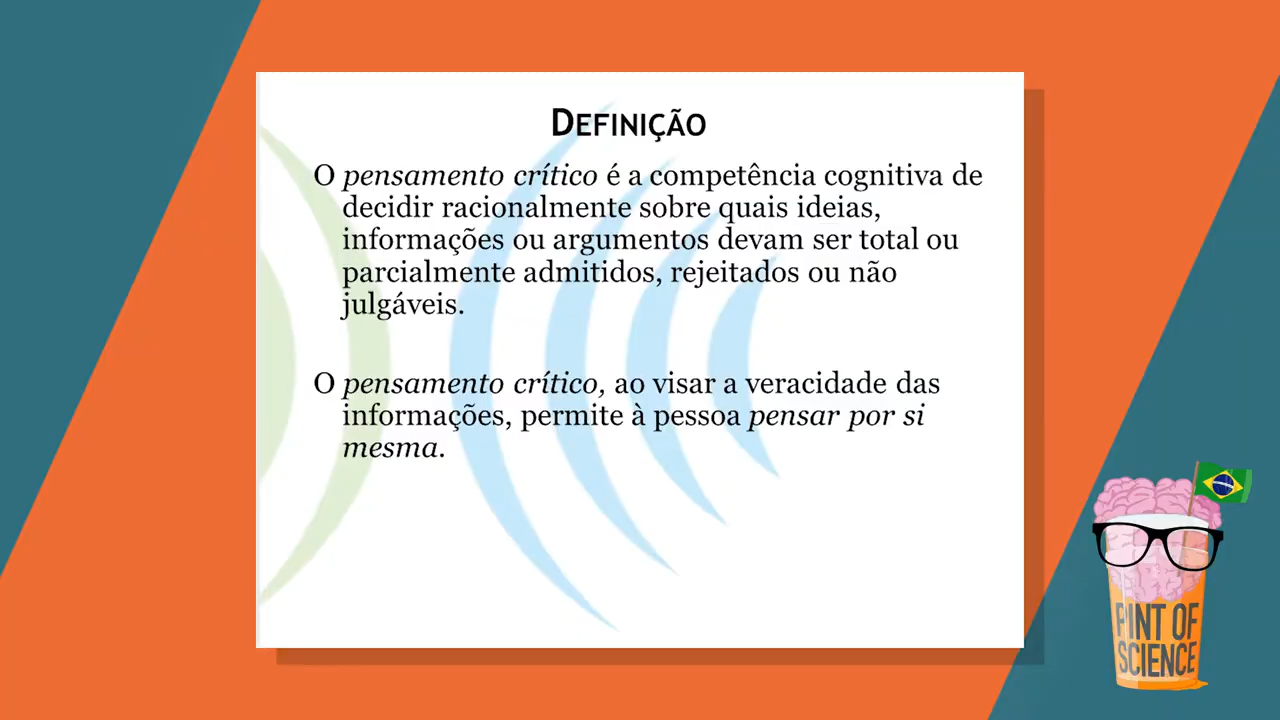 DEFINIÇÃO
O pensamento crítico é a competência cognitiva de
decidir racionalmente sobre quais ideias,
informações ou argumentos devam ser total ou
parcialmente admitidos, rejeitados ou não
julgáveis.
O pensamento crítico, ao visar a veracidade das
informações, permite à pessoa pensar por si
mesma.
PINT OF
SCIENCE